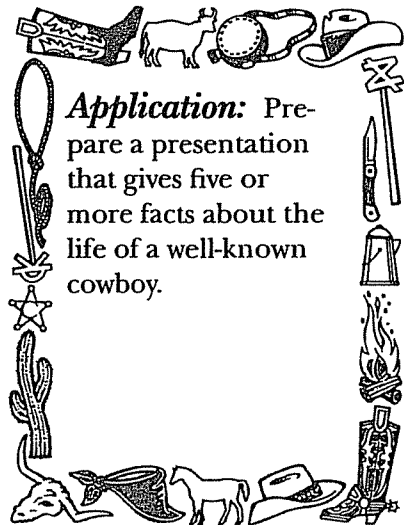 Application: Pre-
pare a presentation
that gives five or
more facts about the
life of a well-known
cowboy.